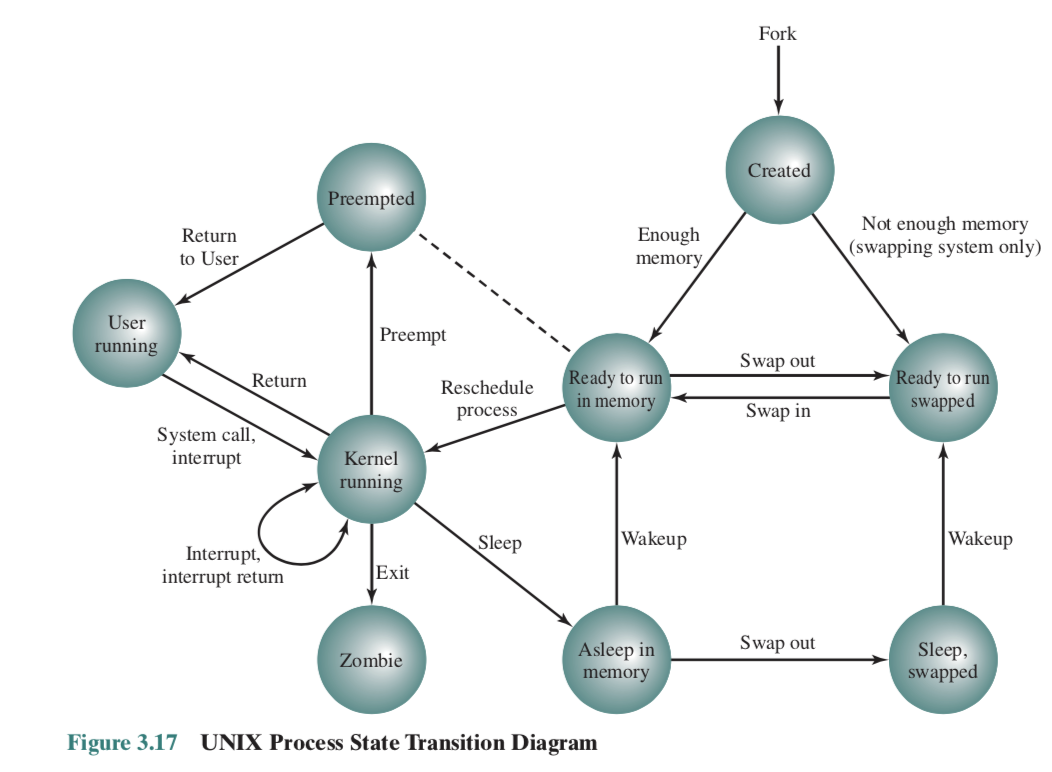 Fork
Created
Preempted
Return
to User
Enough
memory
Not enough memory
(swapping system only)
User
running
Preempt
Return
Reschedule
process
Ready to run
in memory
Swap out
Swap in
Ready to run
swapped
System call,
interrupt
Kernel
running
Interrupt,
interrupt return
Sleep
Wakeup
Wakeup
Exit
Zombie
Asleep in
memory
Swap out
Sleep,
swapped
Figure 3.17 UNIX Process State Transition Diagram